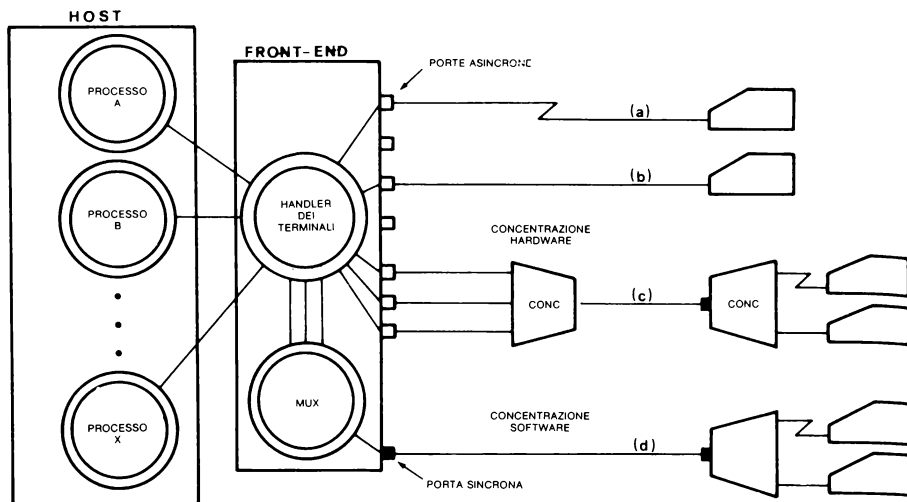 HOST
FRONT-END
PORTE ASINCRONE
PROCESSO
A
(a)
PROCESSO
B
HANDLER
DEI
TERMINALI
(b)
CONCENTRAZIONE
HARDWARE
CONC
(c)
CONC
PROCESSO
X
MUX
CONCENTRAZIONE
SOFTWARE
(d)
PORTA SINCRONA